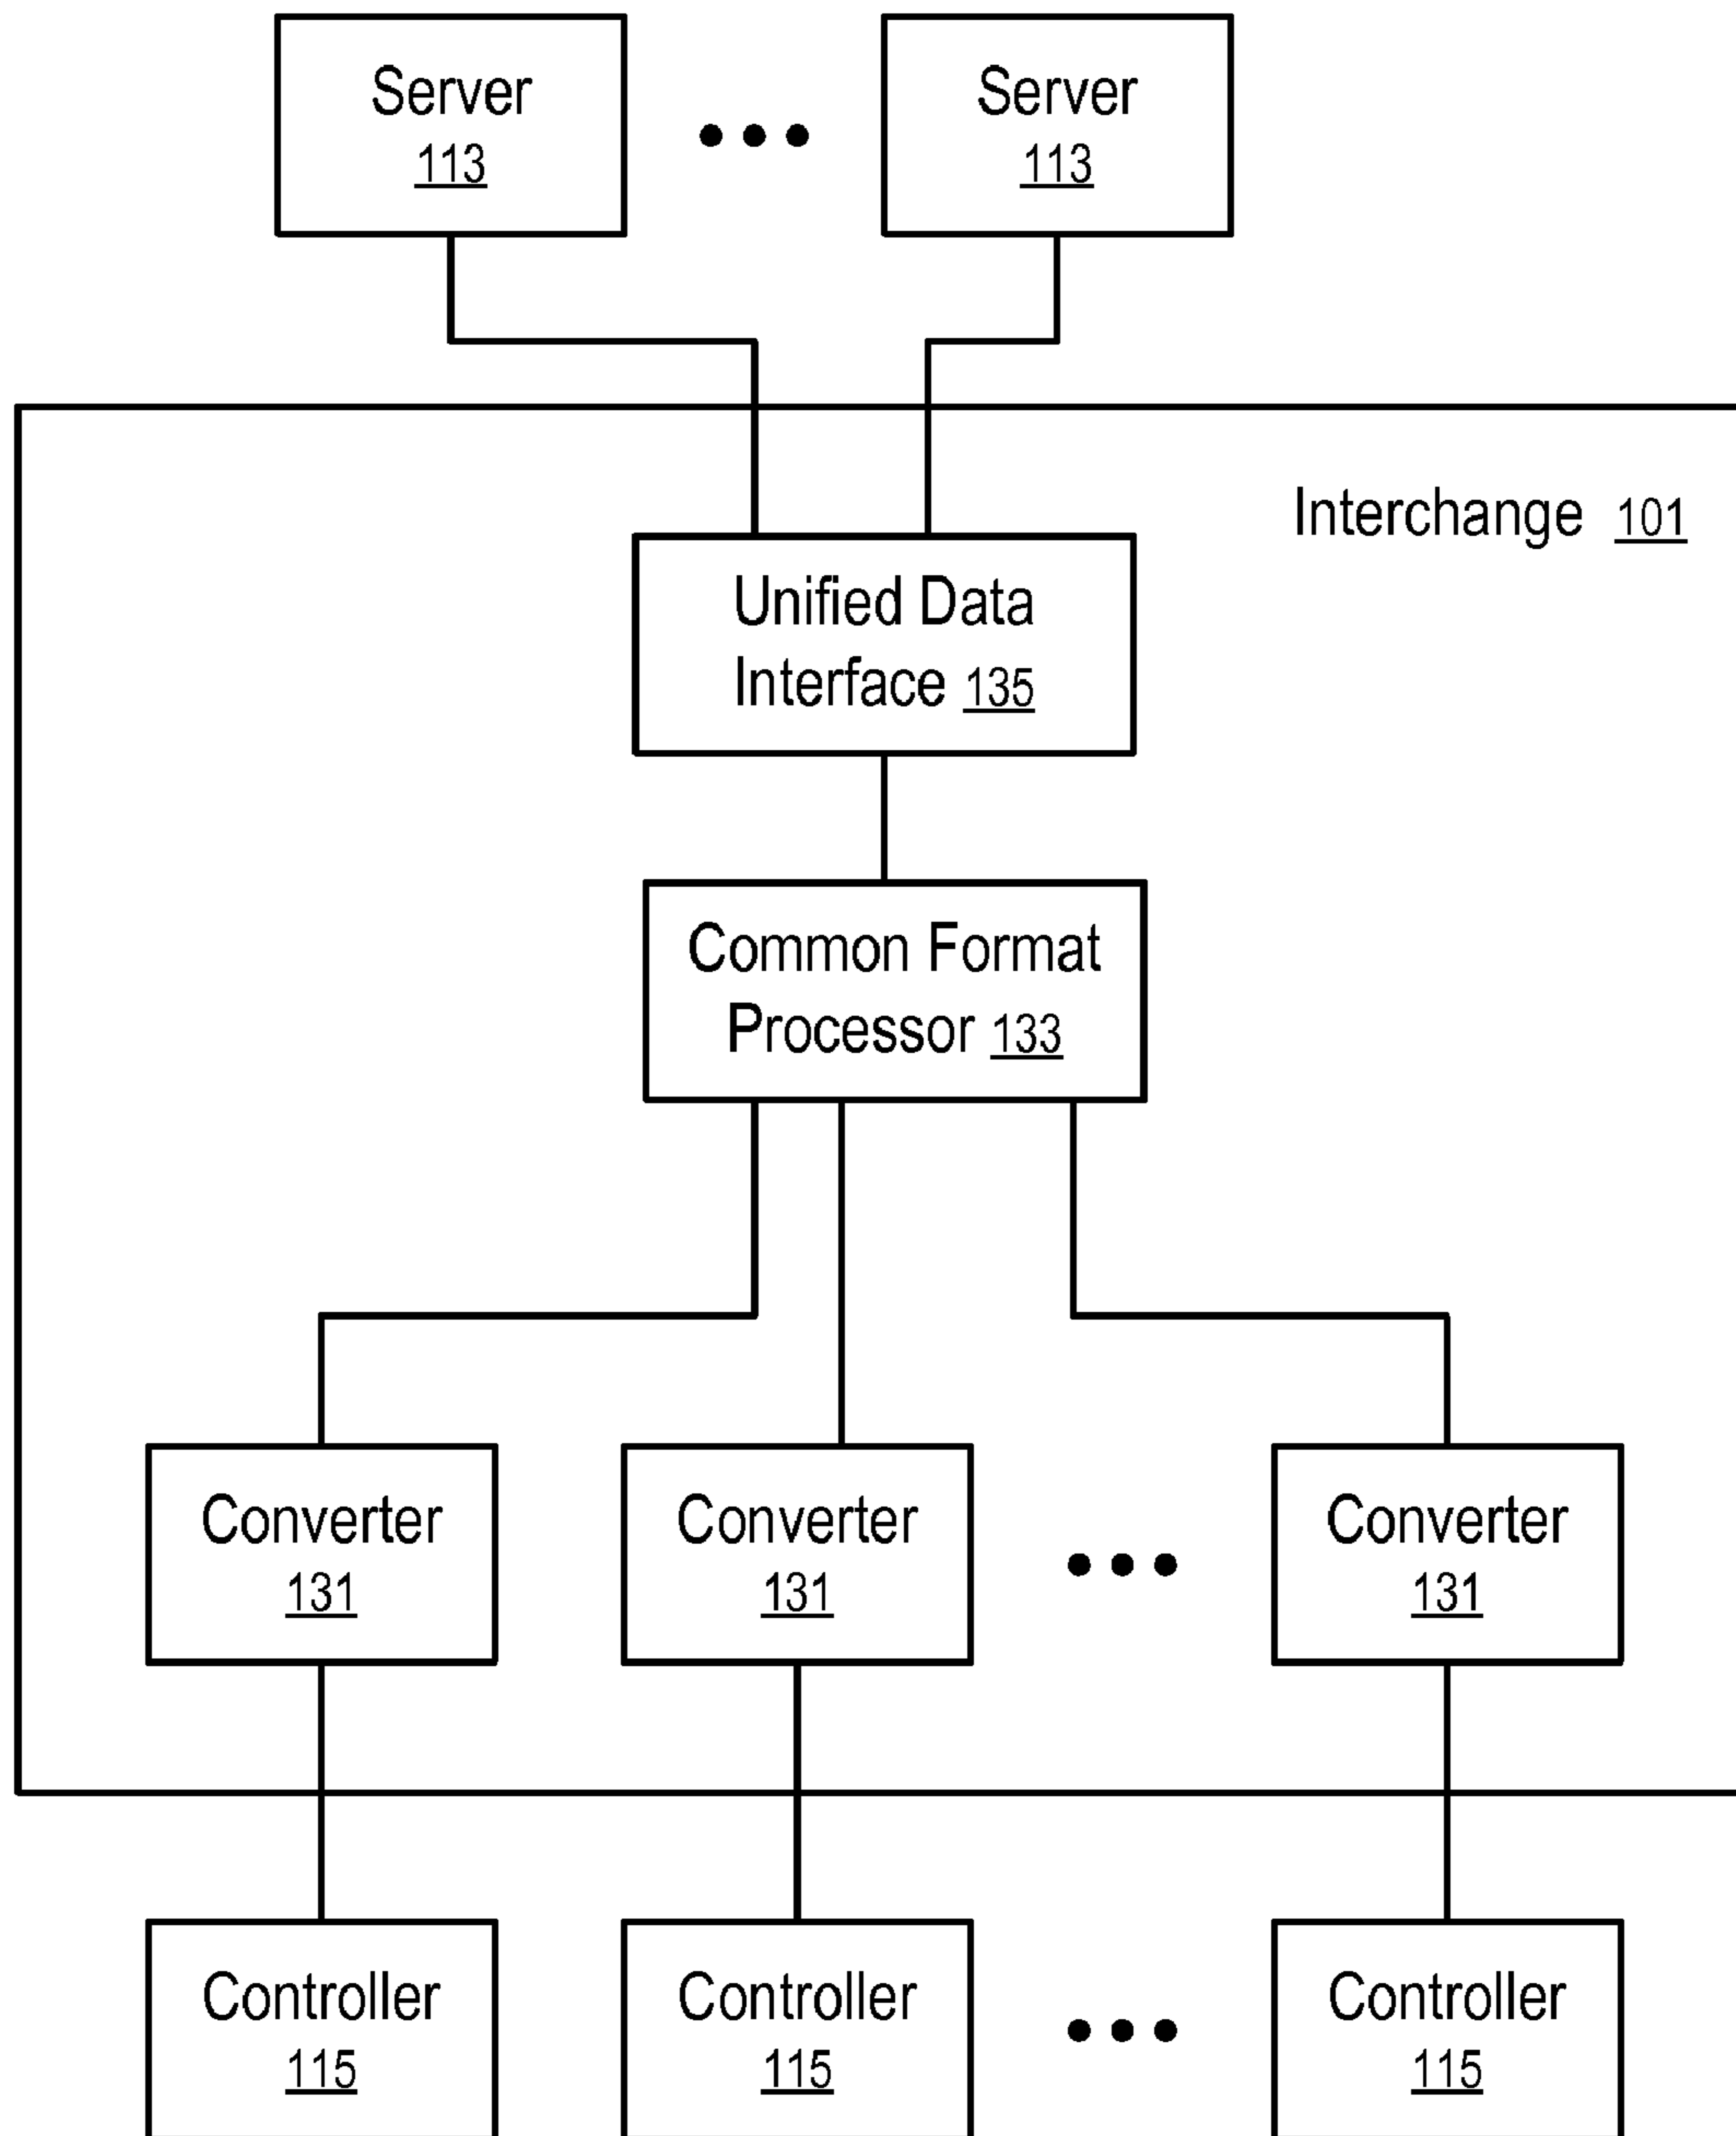 Server Server
113 113
Interchange 101
Unified Data
Interface 135
Common Format
Processor 133
Converter Converter Converter
131 131 131
Controller Controller Controller
115 115 115